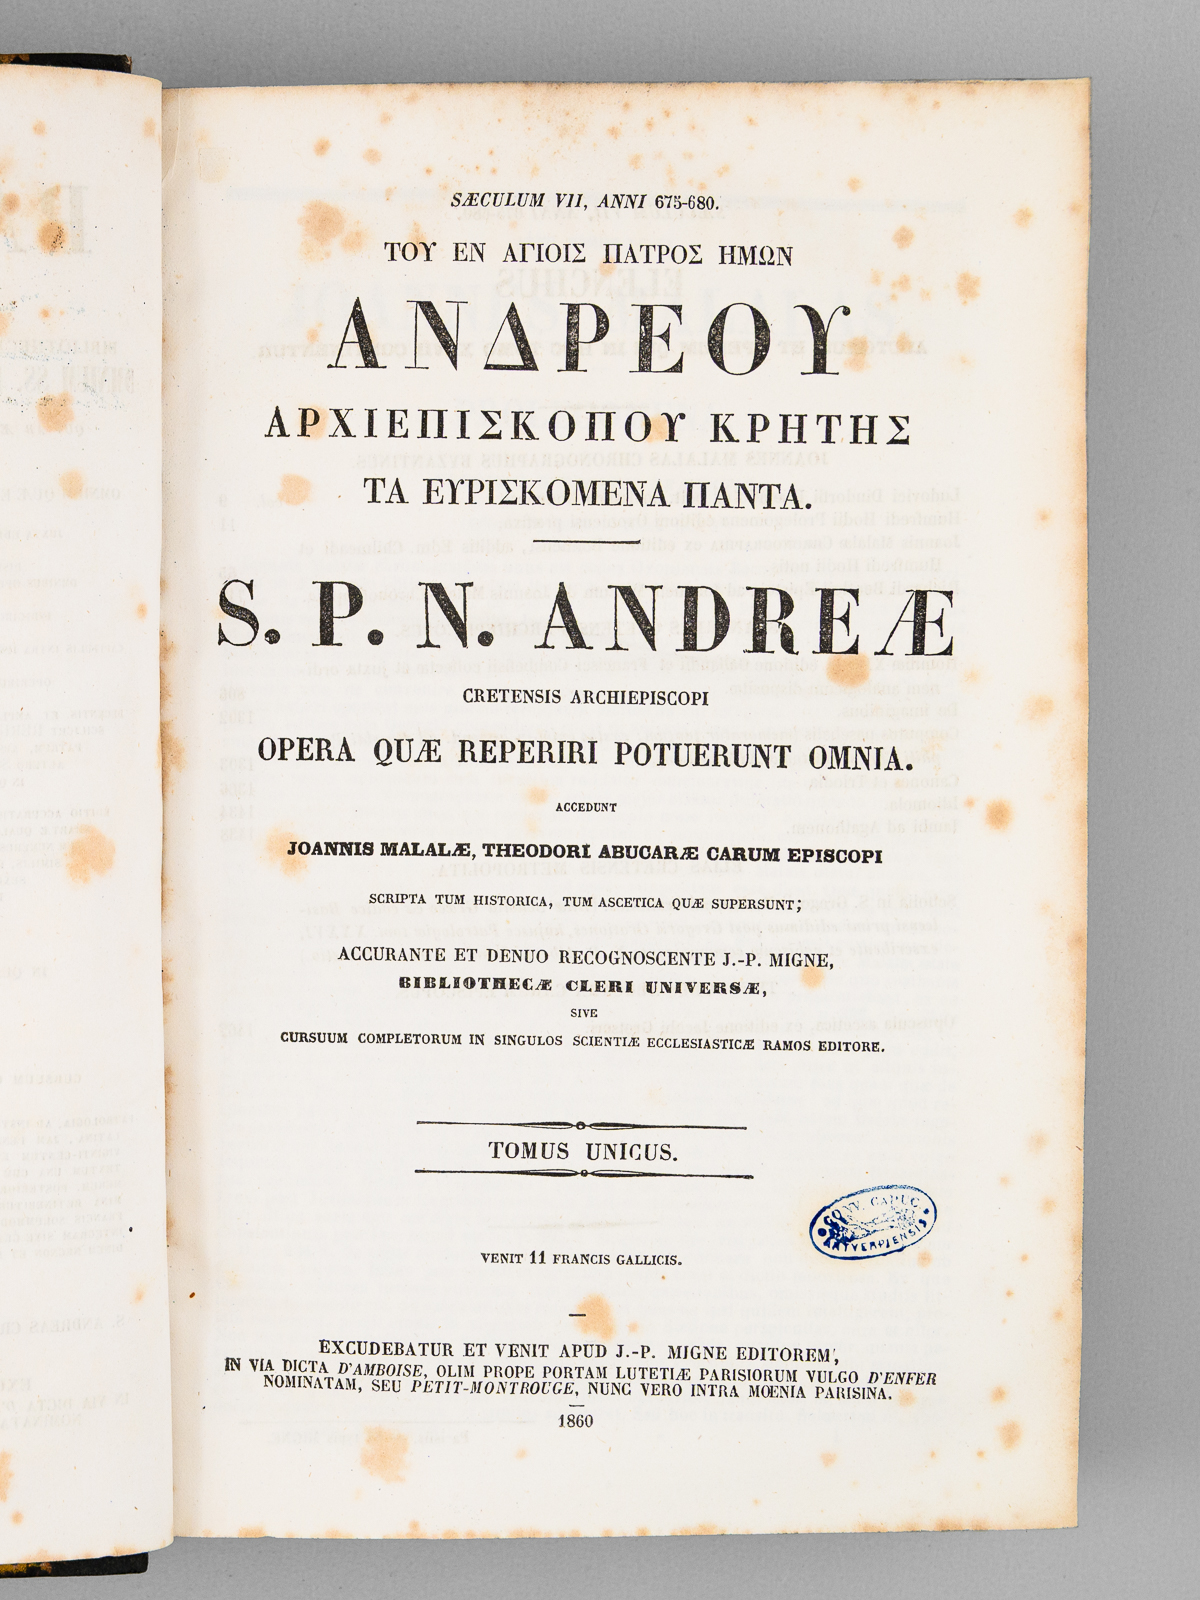 SÆCULUM VII, ANNI 675-680.
ΤΟΥ ΕΝ ΑΓΙΟΙΣ ΠΑΤΡΟΣ ΗΜΩΝ
ΑΝΔΡΕΟΥ
ΑΡΧΙΕΠΙΣΚΟΠΟΥ ΚΡΗΤΗΣ
ΤΑ ΕΥΡΙΣΚΟΜΕΝΑ ΠΑΝΤΑ.
S. P. N. ANDREÆ
CRETENSIS ARCHIEPISCOPI
OPERA QUÆ REPERIRI POTUERUNT OMNIA.
ACCEDUNT
JOANNIS MALALÆ, THEODORI ABUCARÆ CARUM EPISCOPI
SCRIPTA TUM HISTORICA, TUM ASCETICA QUÆ SUPERSUNT;
ACCURANTE ET DENUO RECOGNOSCENTE J.-P. MIGNE,
BIBLIOTHECÆ CLERI UNIVERSÆ,
SIVE
CURSUUM COMPLETORUM IN SINGULOS SCIENTIÆ ECCLESIASTICÆ RAMOS EDITORE.
TOMUS UNICUS.
CONV. CAPUC.
ANTVERPIENSIS
VENIT 11 FRANCIS GALLICIS.
EXCUDEBATUR ET VENIT APUD J.-P. MIGNE EDITOREM,
IN VIA DICTA D'AMBOISE, OLIM PROPE PORTAM LUTETIÆ PARISIORUM VULGO D'ENFER
NOMINATAM, SEU PETIT-MONTROUGE, NUNC VERO INTRA MŒNIA PARISINA.
1860